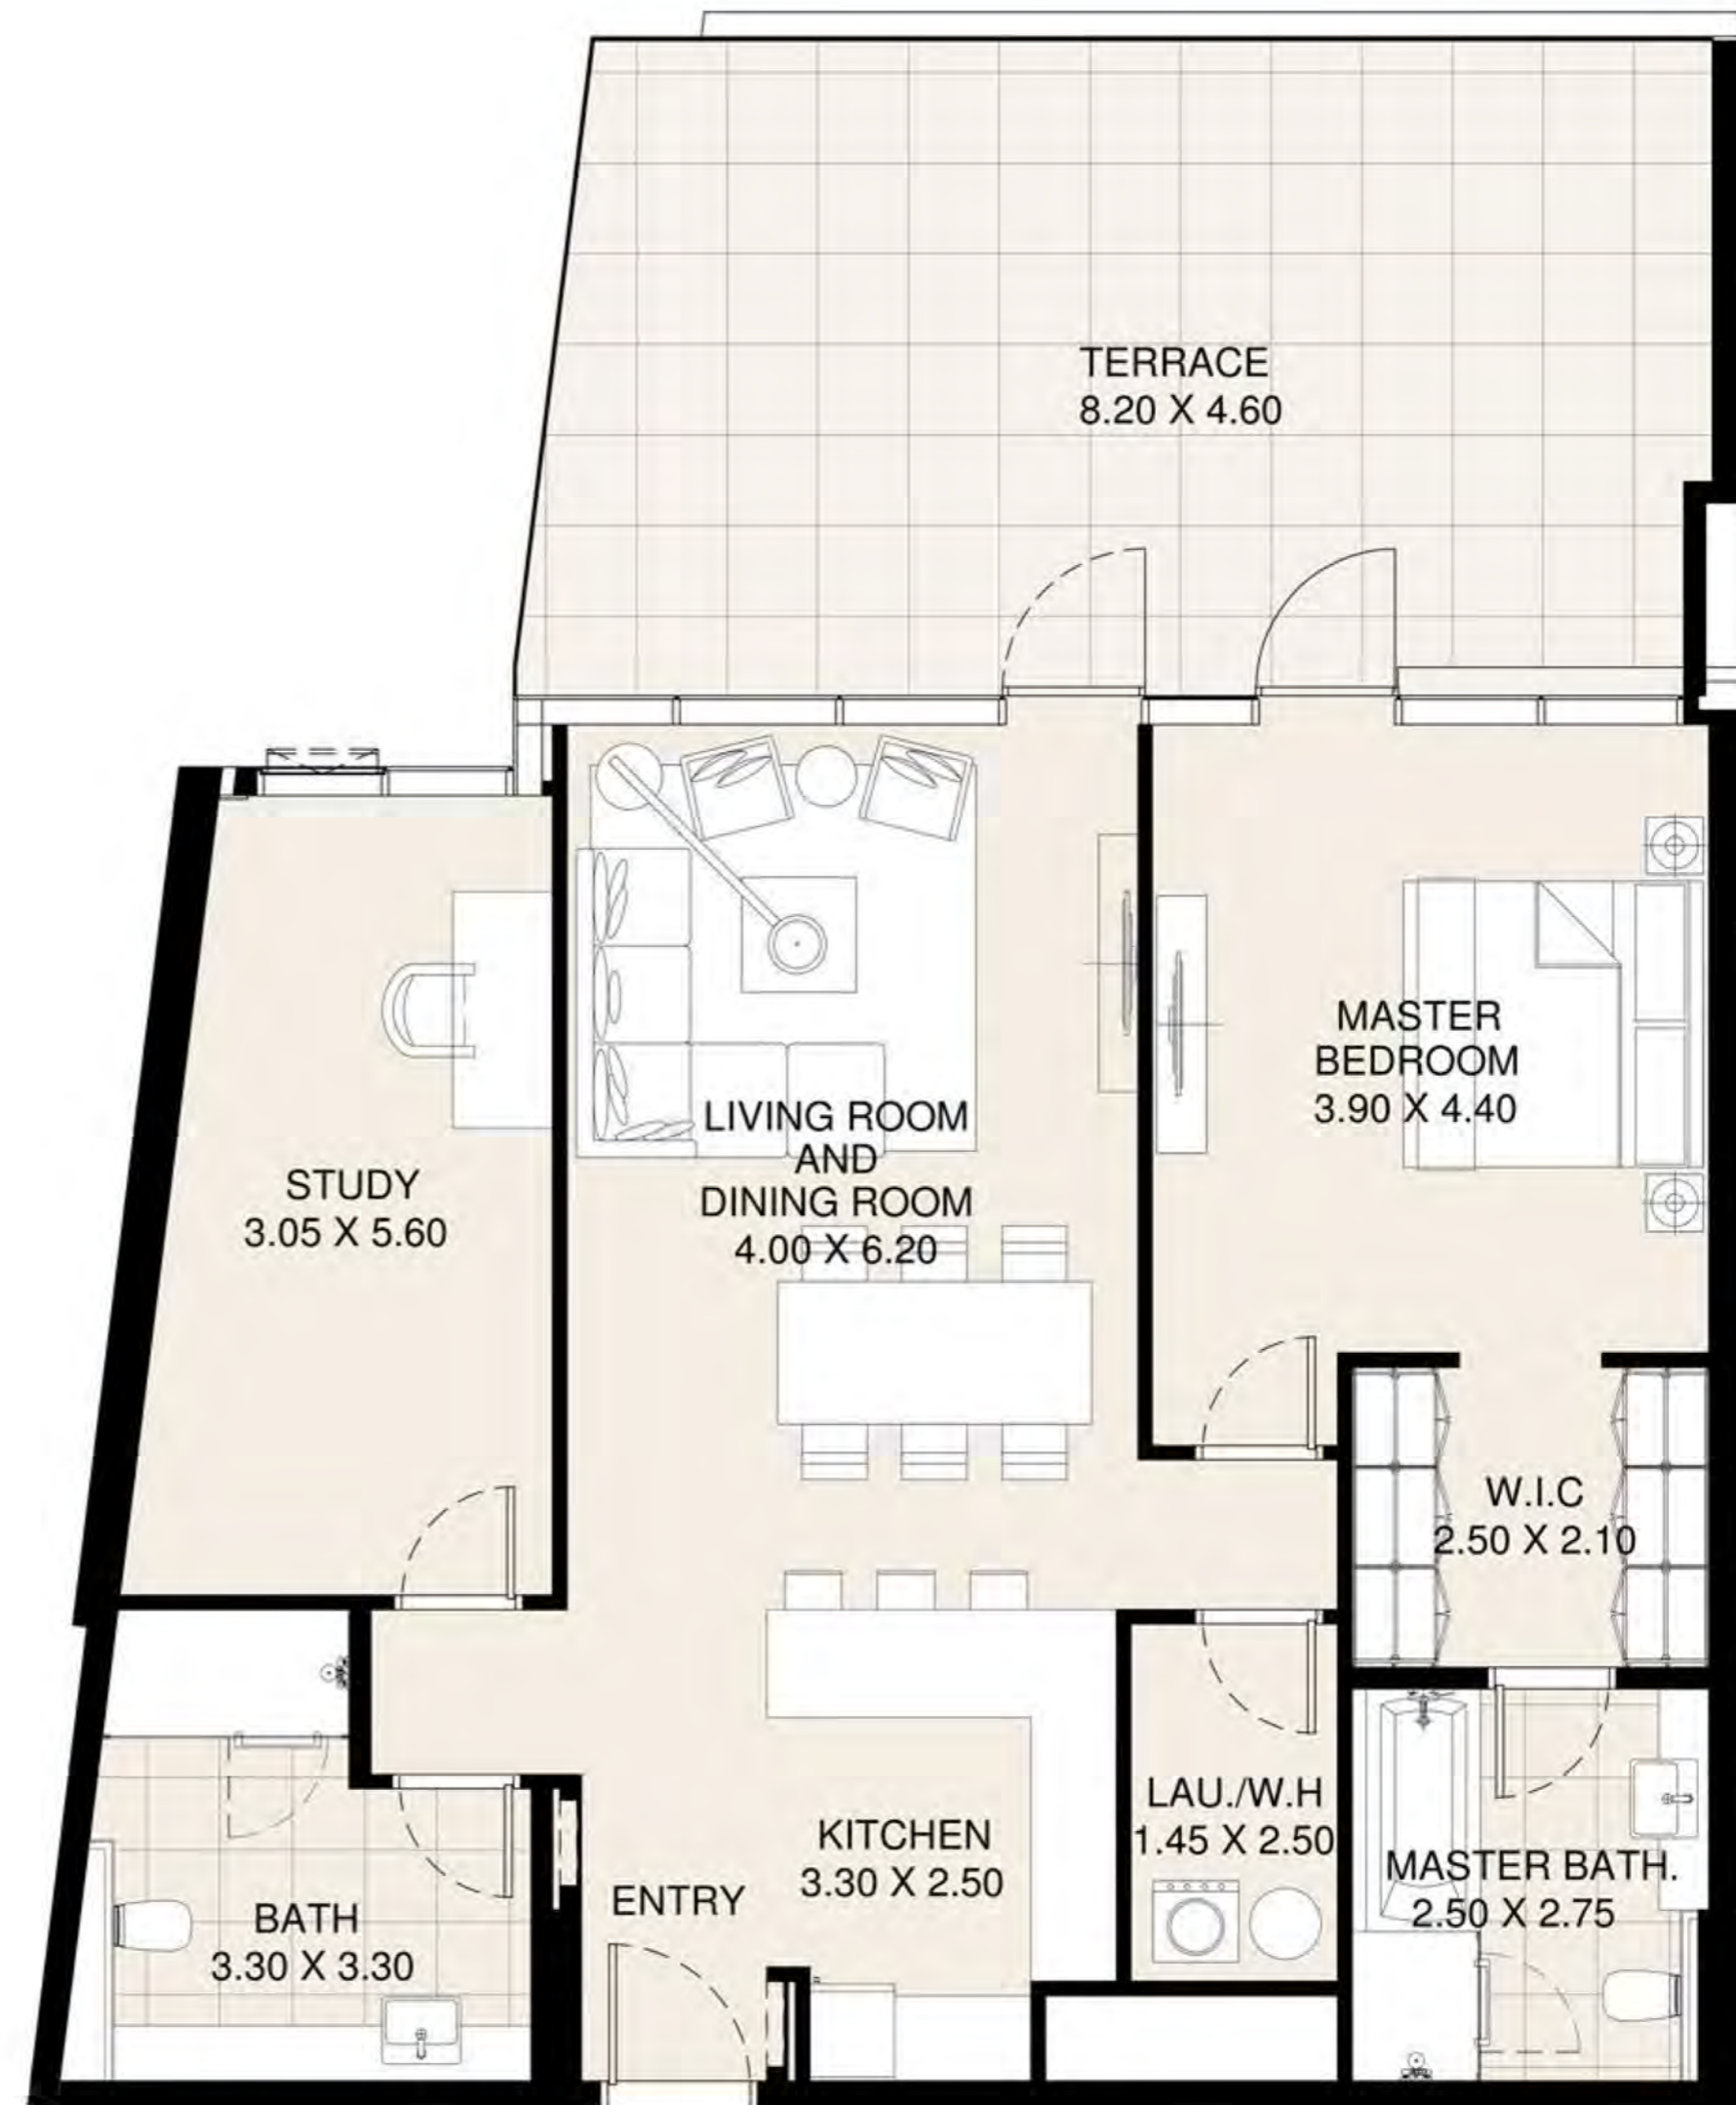 TERRACE
8.20 X 4.60
MASTER
BEDROOM
3.90 X 4.40
LIVING ROOM
AND
DINING ROOM
4.00 X 6.20
STUDY
3.05 X 5.60
W.I.C
2.50 X 2.10
LAU./W.H
1.45 X 2.50
KITCHEN
3.30 X 2.50
MASTER BATH.
2.50 X 2.75
ENTRY
BATH
3.30 X 3.30